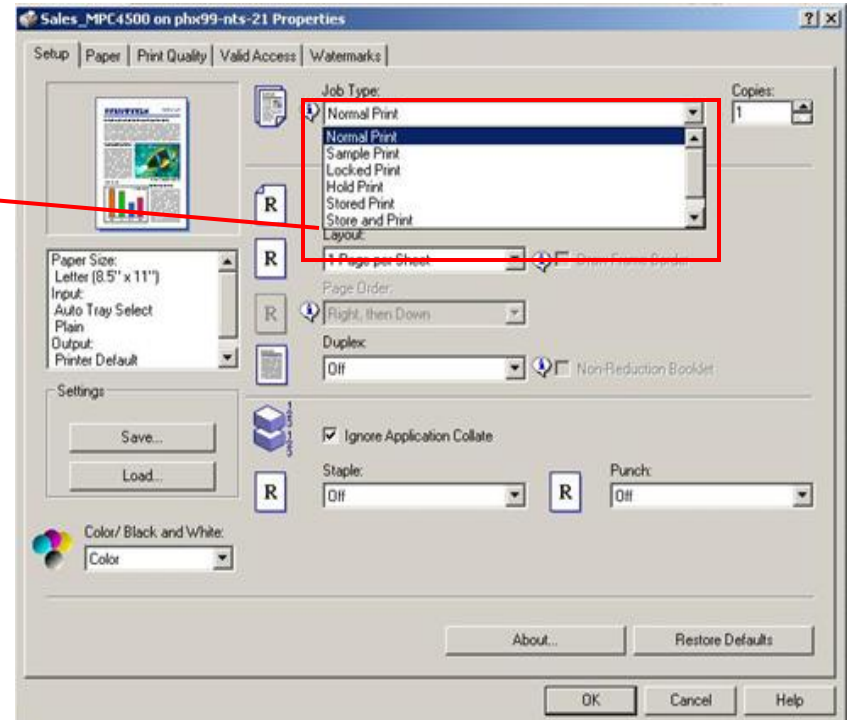 Sales_MPC4500 on phx99-nts-21 Properties
Setup Paper Print Quality Valid Access Watermarks
Job Type:
Copies:
Normal Print
1
Normal Print
Sample Print
Locked Print
Hold Print
Stored Print
Store and Print
R
Layout:
R
1 Page per Sheet
Draw Frame Border
Paper Size:
Letter (8.5" x 11")
Input:
Auto Tray Select
Plain
Output:
Printer Default
Page Order:
R
Right, then Down
Duplex:
Off
Non-Reduction Booklet
Settings
Save...
Load...
Ignore Application Collate
Staple:
Punch:
R
Off
R
Off
Color/ Black and White:
Color
About...
Restore Defaults
OK
Cancel
Help